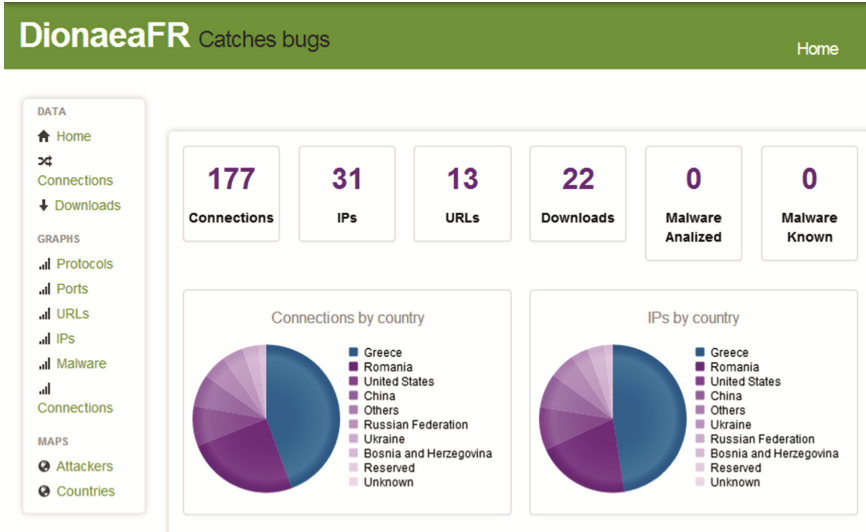 DionaeaFR Catches bugs
Home
DATA
Home
Connections
Downloads
GRAPHS
Protocols
Ports
URLs
IPs
Malware
Connections
MAPS
Attackers
Countries
177
Connections
31
IPs
13
URLs
22
Downloads
0
Malware
Analized
0
Malware
Known
Connections by country
Greece
Romania
United States
China
Others
Russian Federation
Ukraine
Bosnia and Herzegovina
Reserved
Unknown
IPs by country
Greece
Romania
United States
China
Others
Ukraine
Russian Federation
Bosnia and Herzegovina
Reserved
Unknown